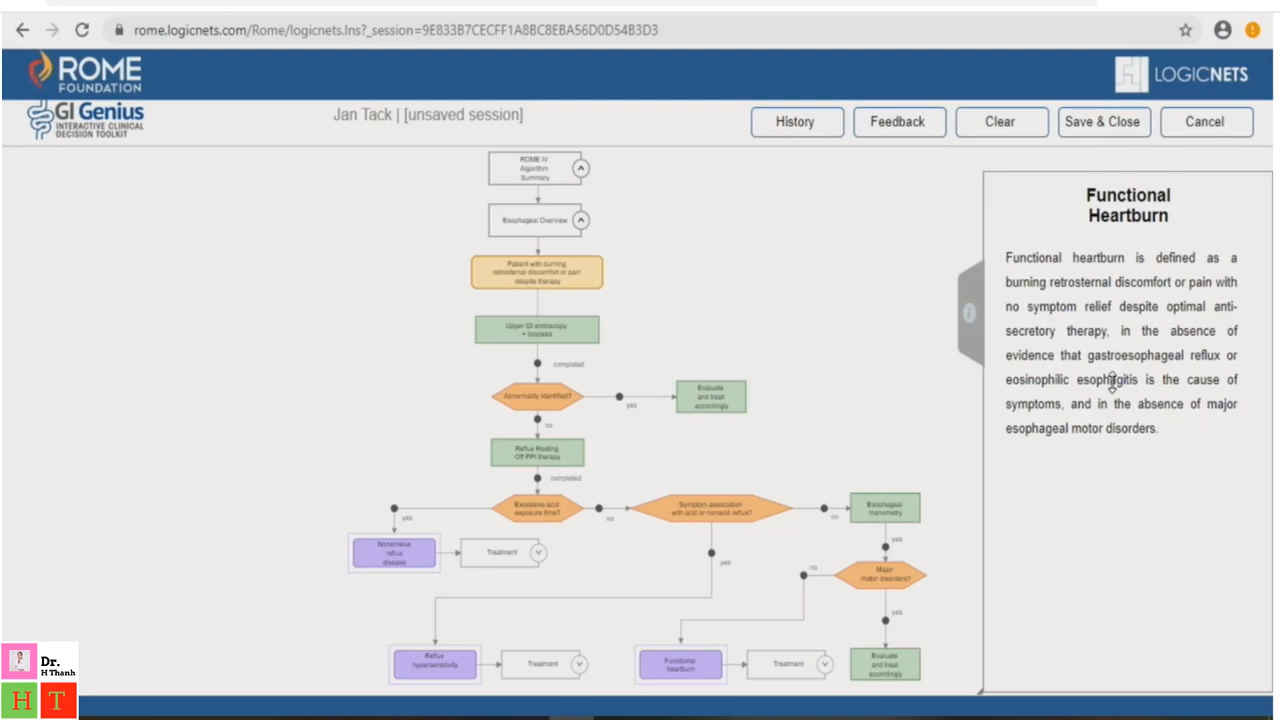 rome.logicnets.com/Rome/logicnets.lns?_session=9E833B7CECFF1A8BC8EBA56D0D54B3D3
ROME
FOUNDATION
LOGICNETS
GI Genius
INTERACTIVE CLINICAL
DECISION TOOLKIT
Jan Tack | [unsaved session]
History
Feedback
Clear
Save & Close
Cancel
ROME IV
Algorithm
Summary
Esophageal Overview
Patient with burning
retrosternal discomfort or pain
despite therapy
Upper GI endoscopy
+ biopsies
completed
Abnormality identified?
yes
Evaluate
and treat
accordingly
no
Reflux Testing
Off PPI therapy
completed
Excessive acid
exposure time?
yes
no
Symptom association
with acid or nonacid reflux?
no
Esophageal
manometry
yes
Nonerosive
reflux
disease
Treatment
yes
Major
motor disorders?
no
yes
Reflux
hypersensitivity
Treatment
Functional
heartburn
Treatment
Evaluate
and treat
accordingly
Functional
Heartburn
Functional heartburn is defined as a
burning retrosternal discomfort or pain with
no symptom relief despite optimal anti-
secretory therapy, in the absence of
evidence that gastroesophageal reflux or
eosinophilic esophagitis is the cause of
symptoms, and in the absence of major
esophageal motor disorders.
i
Dr.
H Thanh
H T